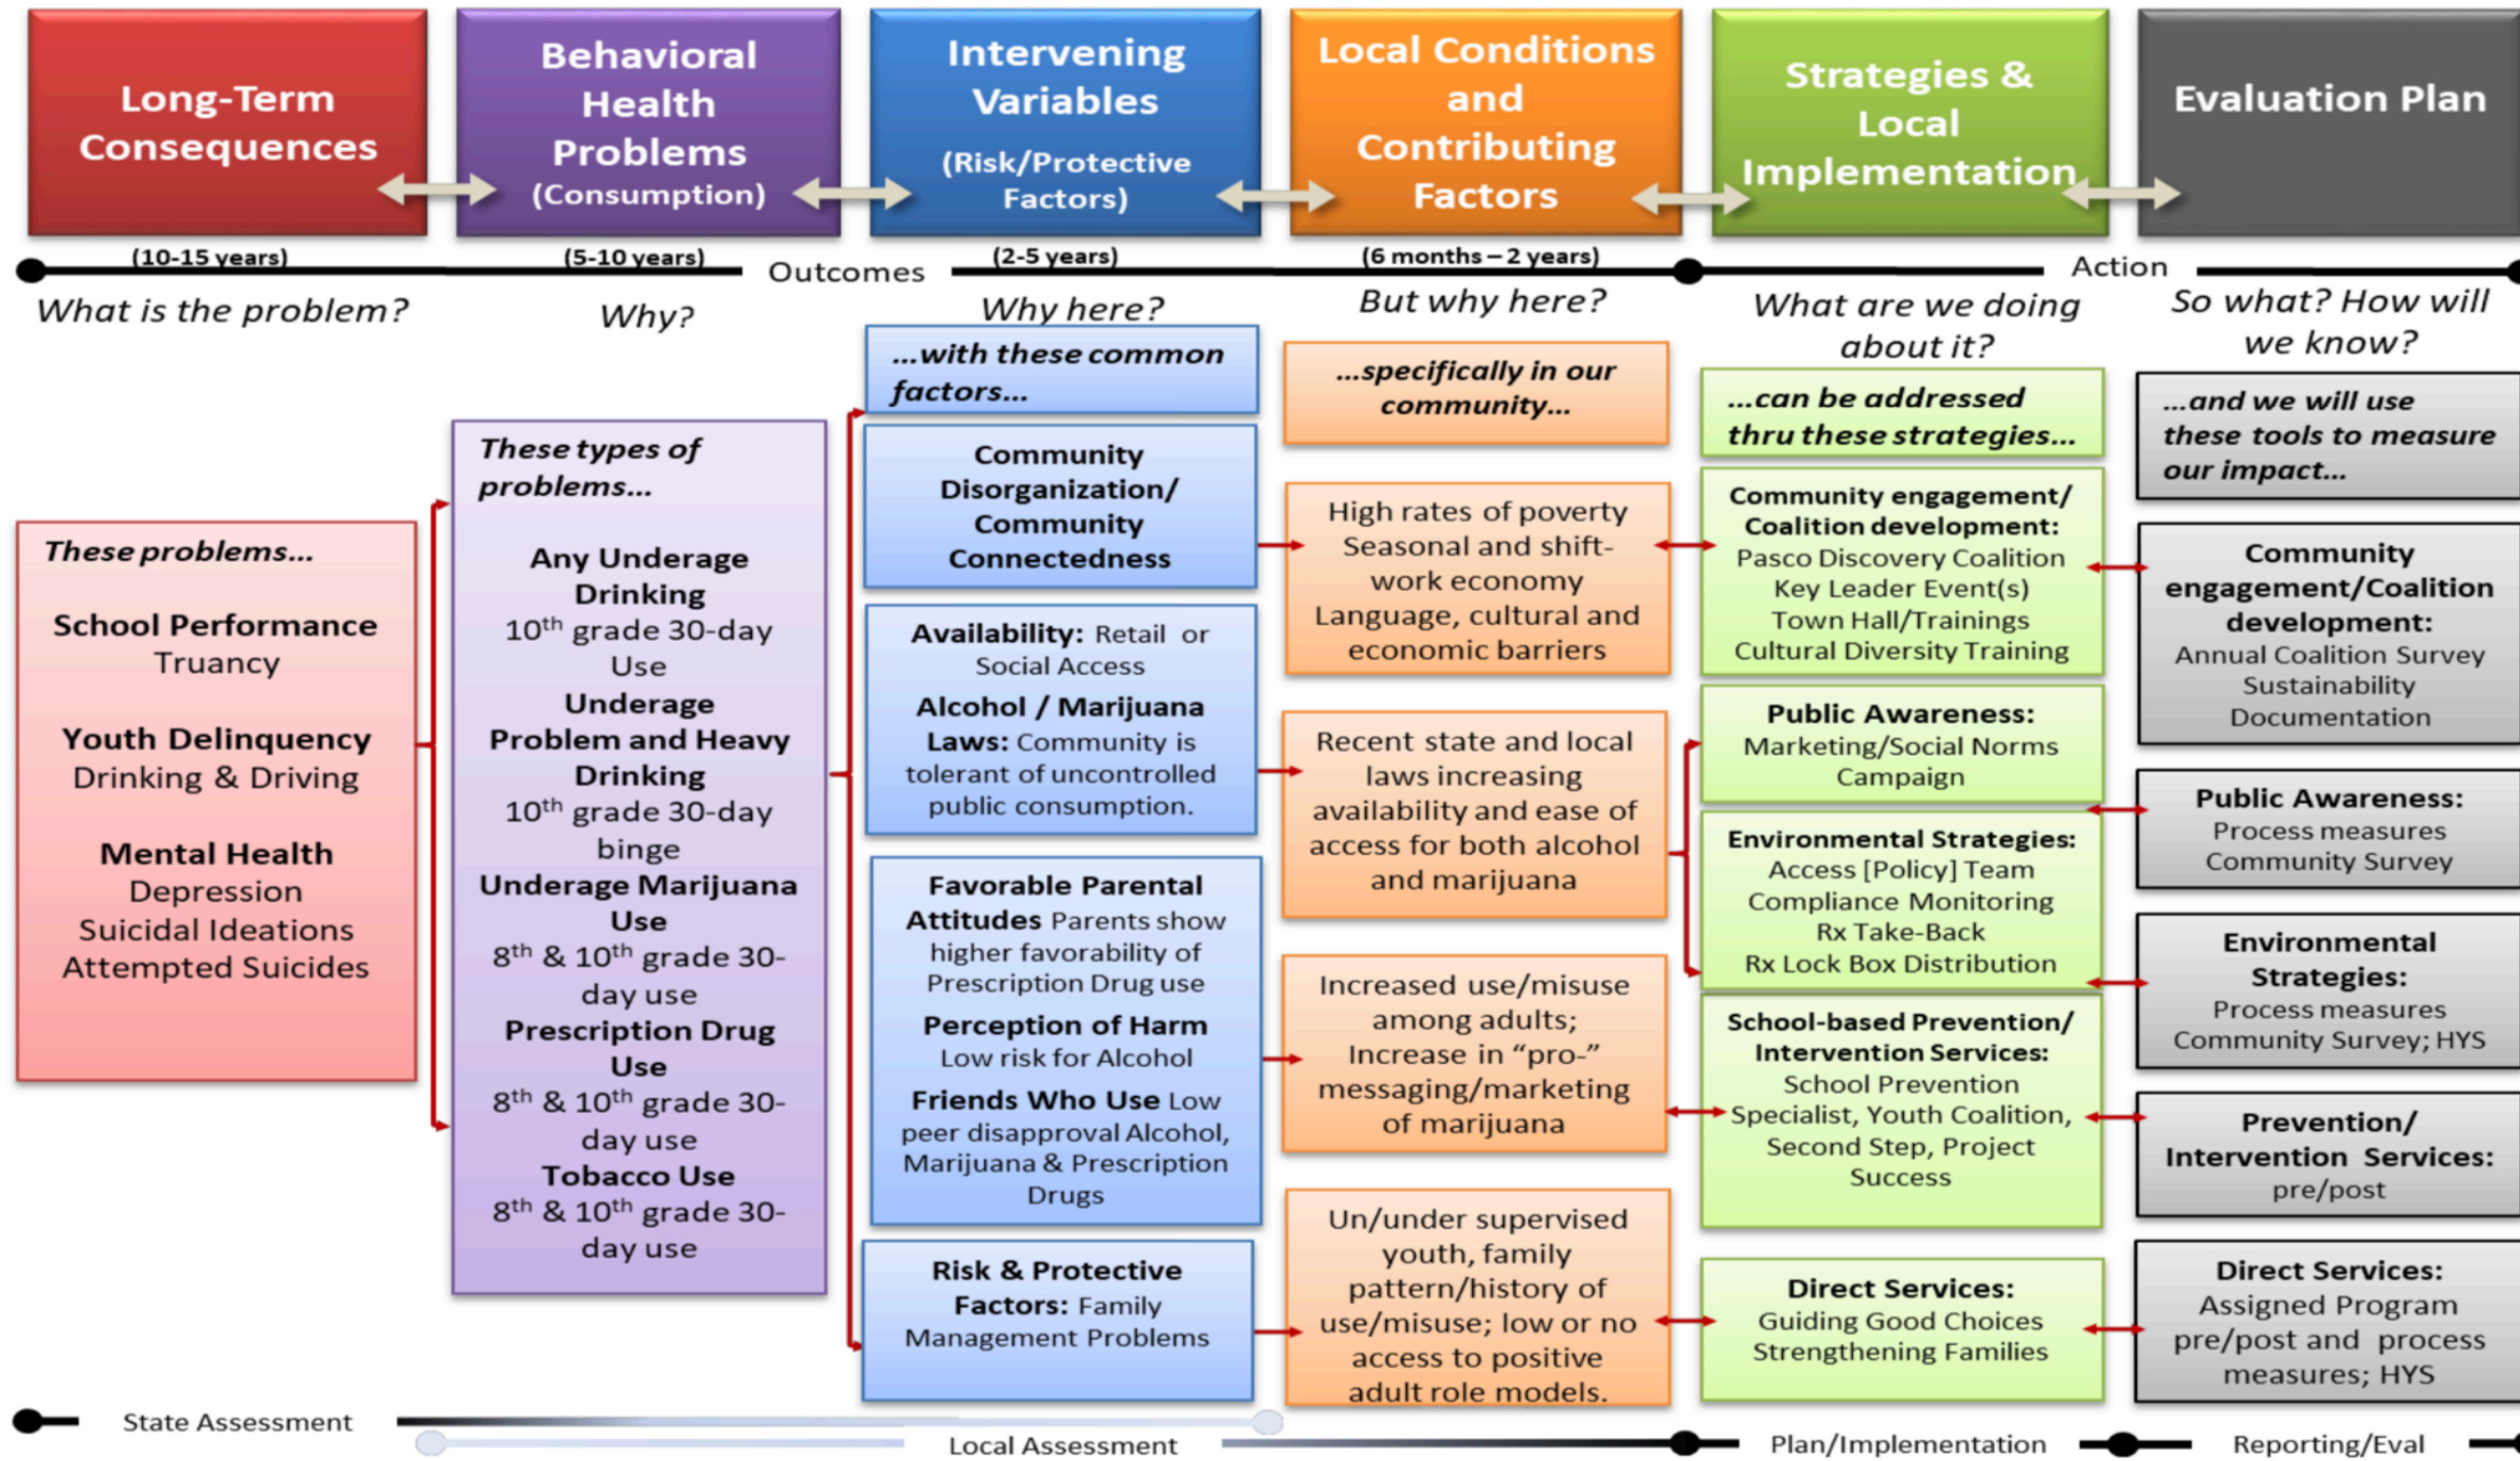 Long-Term
Consequences
Behavioral
Health
Problems
(Consumption)
Intervening
Variables
(Risk/Protective
Factors)
Local Conditions
and
Contributing
Factors
Strategies &
Local
Implementation
Evaluation Plan
(10-15 years)
(5-10 years)
(2-5 years)
(6 months – 2 years)
Outcomes
Action
What is the problem?
Why?
Why here?
But why here?
What are we doing
about it?
So what? How will
we know?
These problems...
School Performance
Truancy
Youth Delinquency
Drinking & Driving
Mental Health
Depression
Suicidal Ideations
Attempted Suicides
These types of
problems...
Any Underage
Drinking
10th grade 30-day
Use
Underage
Problem and Heavy
Drinking
10th grade 30-day
binge
Underage Marijuana
Use
8th & 10th grade 30-
day use
Prescription Drug
Use
8th & 10th grade 30-
day use
Tobacco Use
8th & 10th grade 30-
day use
...with these common
factors...
Community
Disorganization/
Community
Connectedness
Availability: Retail or
Social Access
Alcohol / Marijuana
Laws: Community is
tolerant of uncontrolled
public consumption.
Favorable Parental
Attitudes Parents show
higher favorability of
Prescription Drug use
Perception of Harm
Low risk for Alcohol
Friends Who Use Low
peer disapproval Alcohol,
Marijuana & Prescription
Drugs
Risk & Protective
Factors: Family
Management Problems
...specifically in our
community...
High rates of poverty
Seasonal and shift-
work economy
Language, cultural and
economic barriers
Recent state and local
laws increasing
availability and ease of
access for both alcohol
and marijuana
Increased use/misuse
among adults;
Increase in “pro-”
messaging/marketing
of marijuana
Un/under supervised
youth, family
pattern/history of
use/misuse; low or no
access to positive
adult role models.
...can be addressed
thru these strategies...
Community engagement/
Coalition development:
Pasco Discovery Coalition
Key Leader Event(s)
Town Hall/Trainings
Cultural Diversity Training
Public Awareness:
Marketing/Social Norms
Campaign
Environmental Strategies:
Access [Policy] Team
Compliance Monitoring
Rx Take-Back
Rx Lock Box Distribution
School-based Prevention/
Intervention Services:
School Prevention
Specialist, Youth Coalition,
Second Step, Project
Success
Direct Services:
Guiding Good Choices
Strengthening Families
...and we will use
these tools to measure
our impact...
Community
engagement/Coalition
development:
Annual Coalition Survey
Sustainability
Documentation
Public Awareness:
Process measures
Community Survey
Environmental
Strategies:
Process measures
Community Survey; HYS
Prevention/
Intervention Services:
pre/post
Direct Services:
Assigned Program
pre/post and process
measures; HYS
State Assessment
Local Assessment
Plan/Implementation
Reporting/Eval